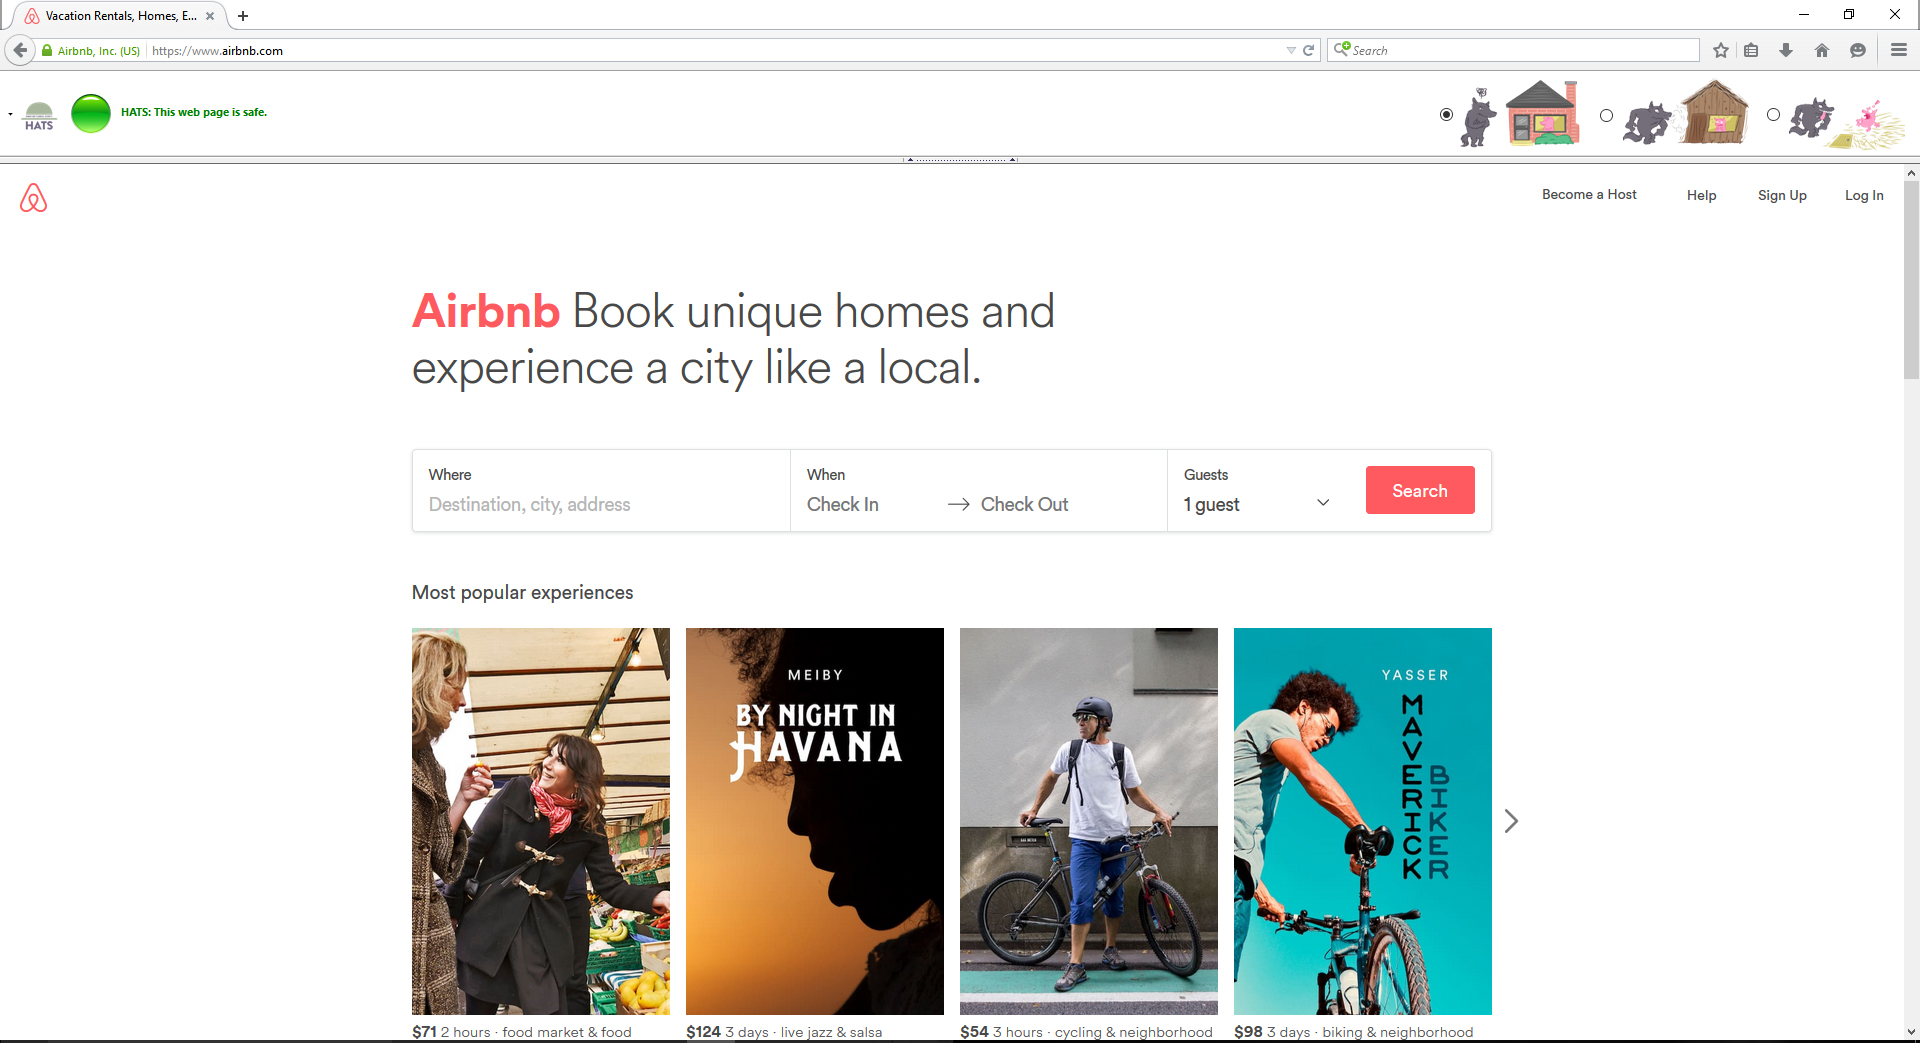 Vacation Rentals, Homes, E...
Airbnb, Inc. (US)
https://www.airbnb.com
Search
HATS
HATS: This web page is safe.
Become a Host
Help
Sign Up
Log In
Airbnb Book unique homes and
experience a city like a local.
Where
Destination, city, address
When
Check In
Check Out
Guests
1 guest
Search
Most popular experiences
MEIBY
BY NIGHT IN
HAVANA
YASSER
MAVERICK
BIKER
$71 2 hours · food market & food
$124 3 days · live jazz & salsa
$54 3 hours · cycling & neighborhood
$98 3 days · biking & neighborhood